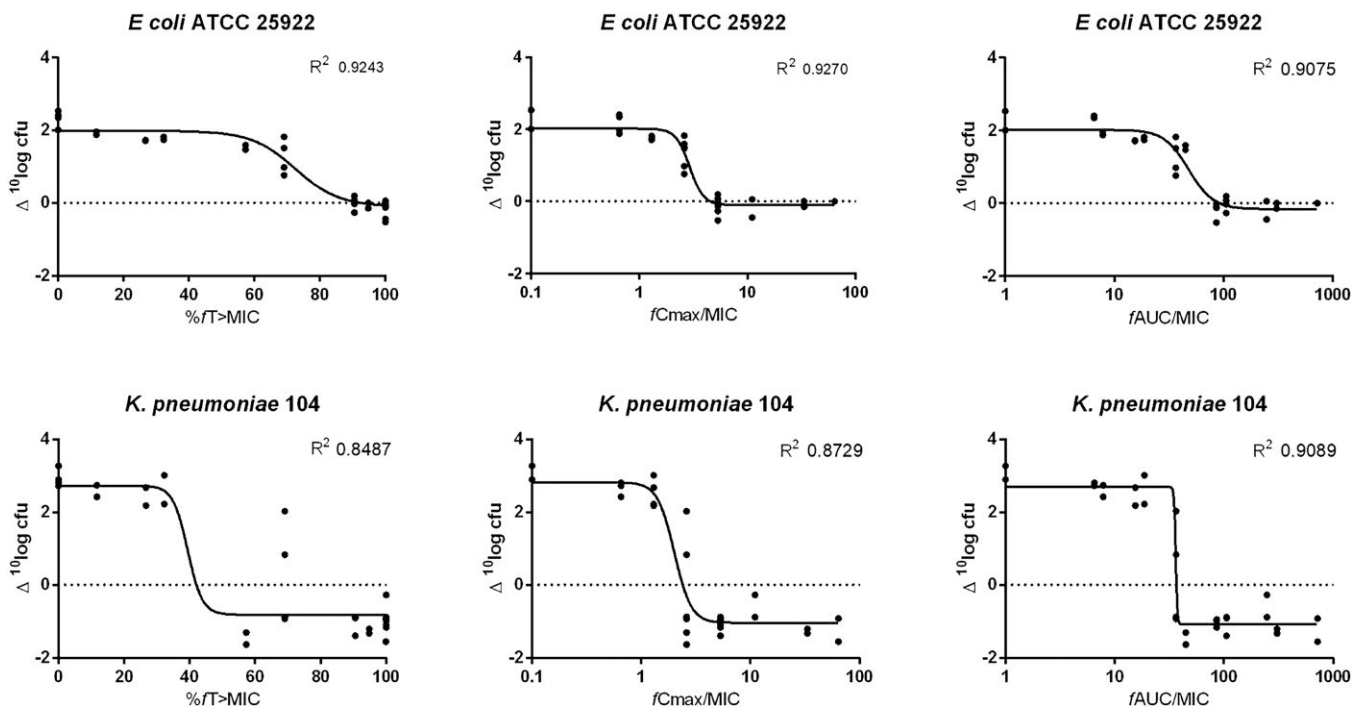 E coli ATCC 25922
R² 0.9243
4
2
0
-2
Δ ¹⁰log cfu
0 20 40 60 80 100
%fT>MIC
E coli ATCC 25922
R² 0.9270
4
2
0
-2
Δ ¹⁰log cfu
0.1 1 10 100
fCmax/MIC
E coli ATCC 25922
R² 0.9075
4
2
0
-2
Δ ¹⁰log cfu
1 10 100 1000
fAUC/MIC
K. pneumoniae 104
R² 0.8487
4
2
0
-2
Δ ¹⁰log cfu
0 20 40 60 80 100
%fT>MIC
K. pneumoniae 104
R² 0.8729
4
2
0
-2
Δ ¹⁰log cfu
0.1 1 10 100
fCmax/MIC
K. pneumoniae 104
R² 0.9089
4
2
0
-2
Δ ¹⁰log cfu
1 10 100 1000
fAUC/MIC